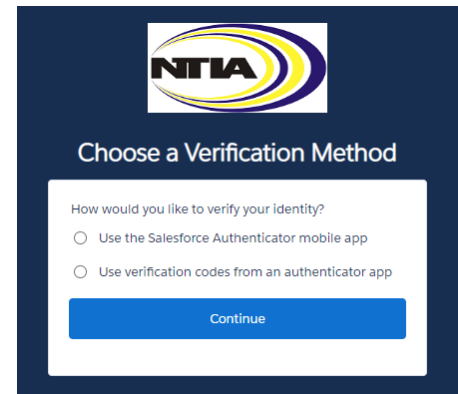 NTIA
Choose a Verification Method
How would you like to verify your identity?
Use the Salesforce Authenticator mobile app
Use verification codes from an authenticator app
Continue